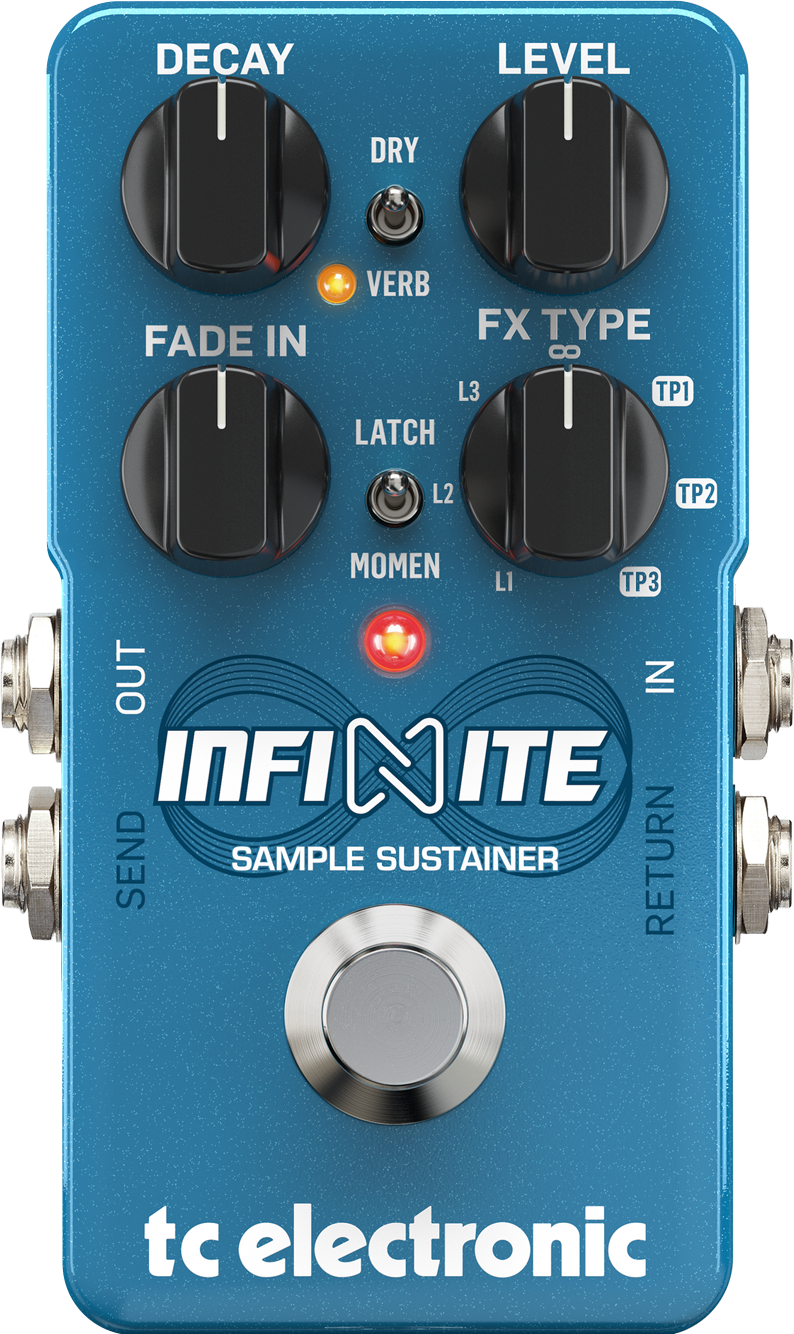 DECAY
LEVEL
DRY
VERB
FADE IN
FX TYPE
∞
L3
TP1
LATCH
L2
TP2
MOMEN
L1
TP3
OUT
IN
INFINITE
SAMPLE SUSTAINER
SEND
RETURN
tc electronic